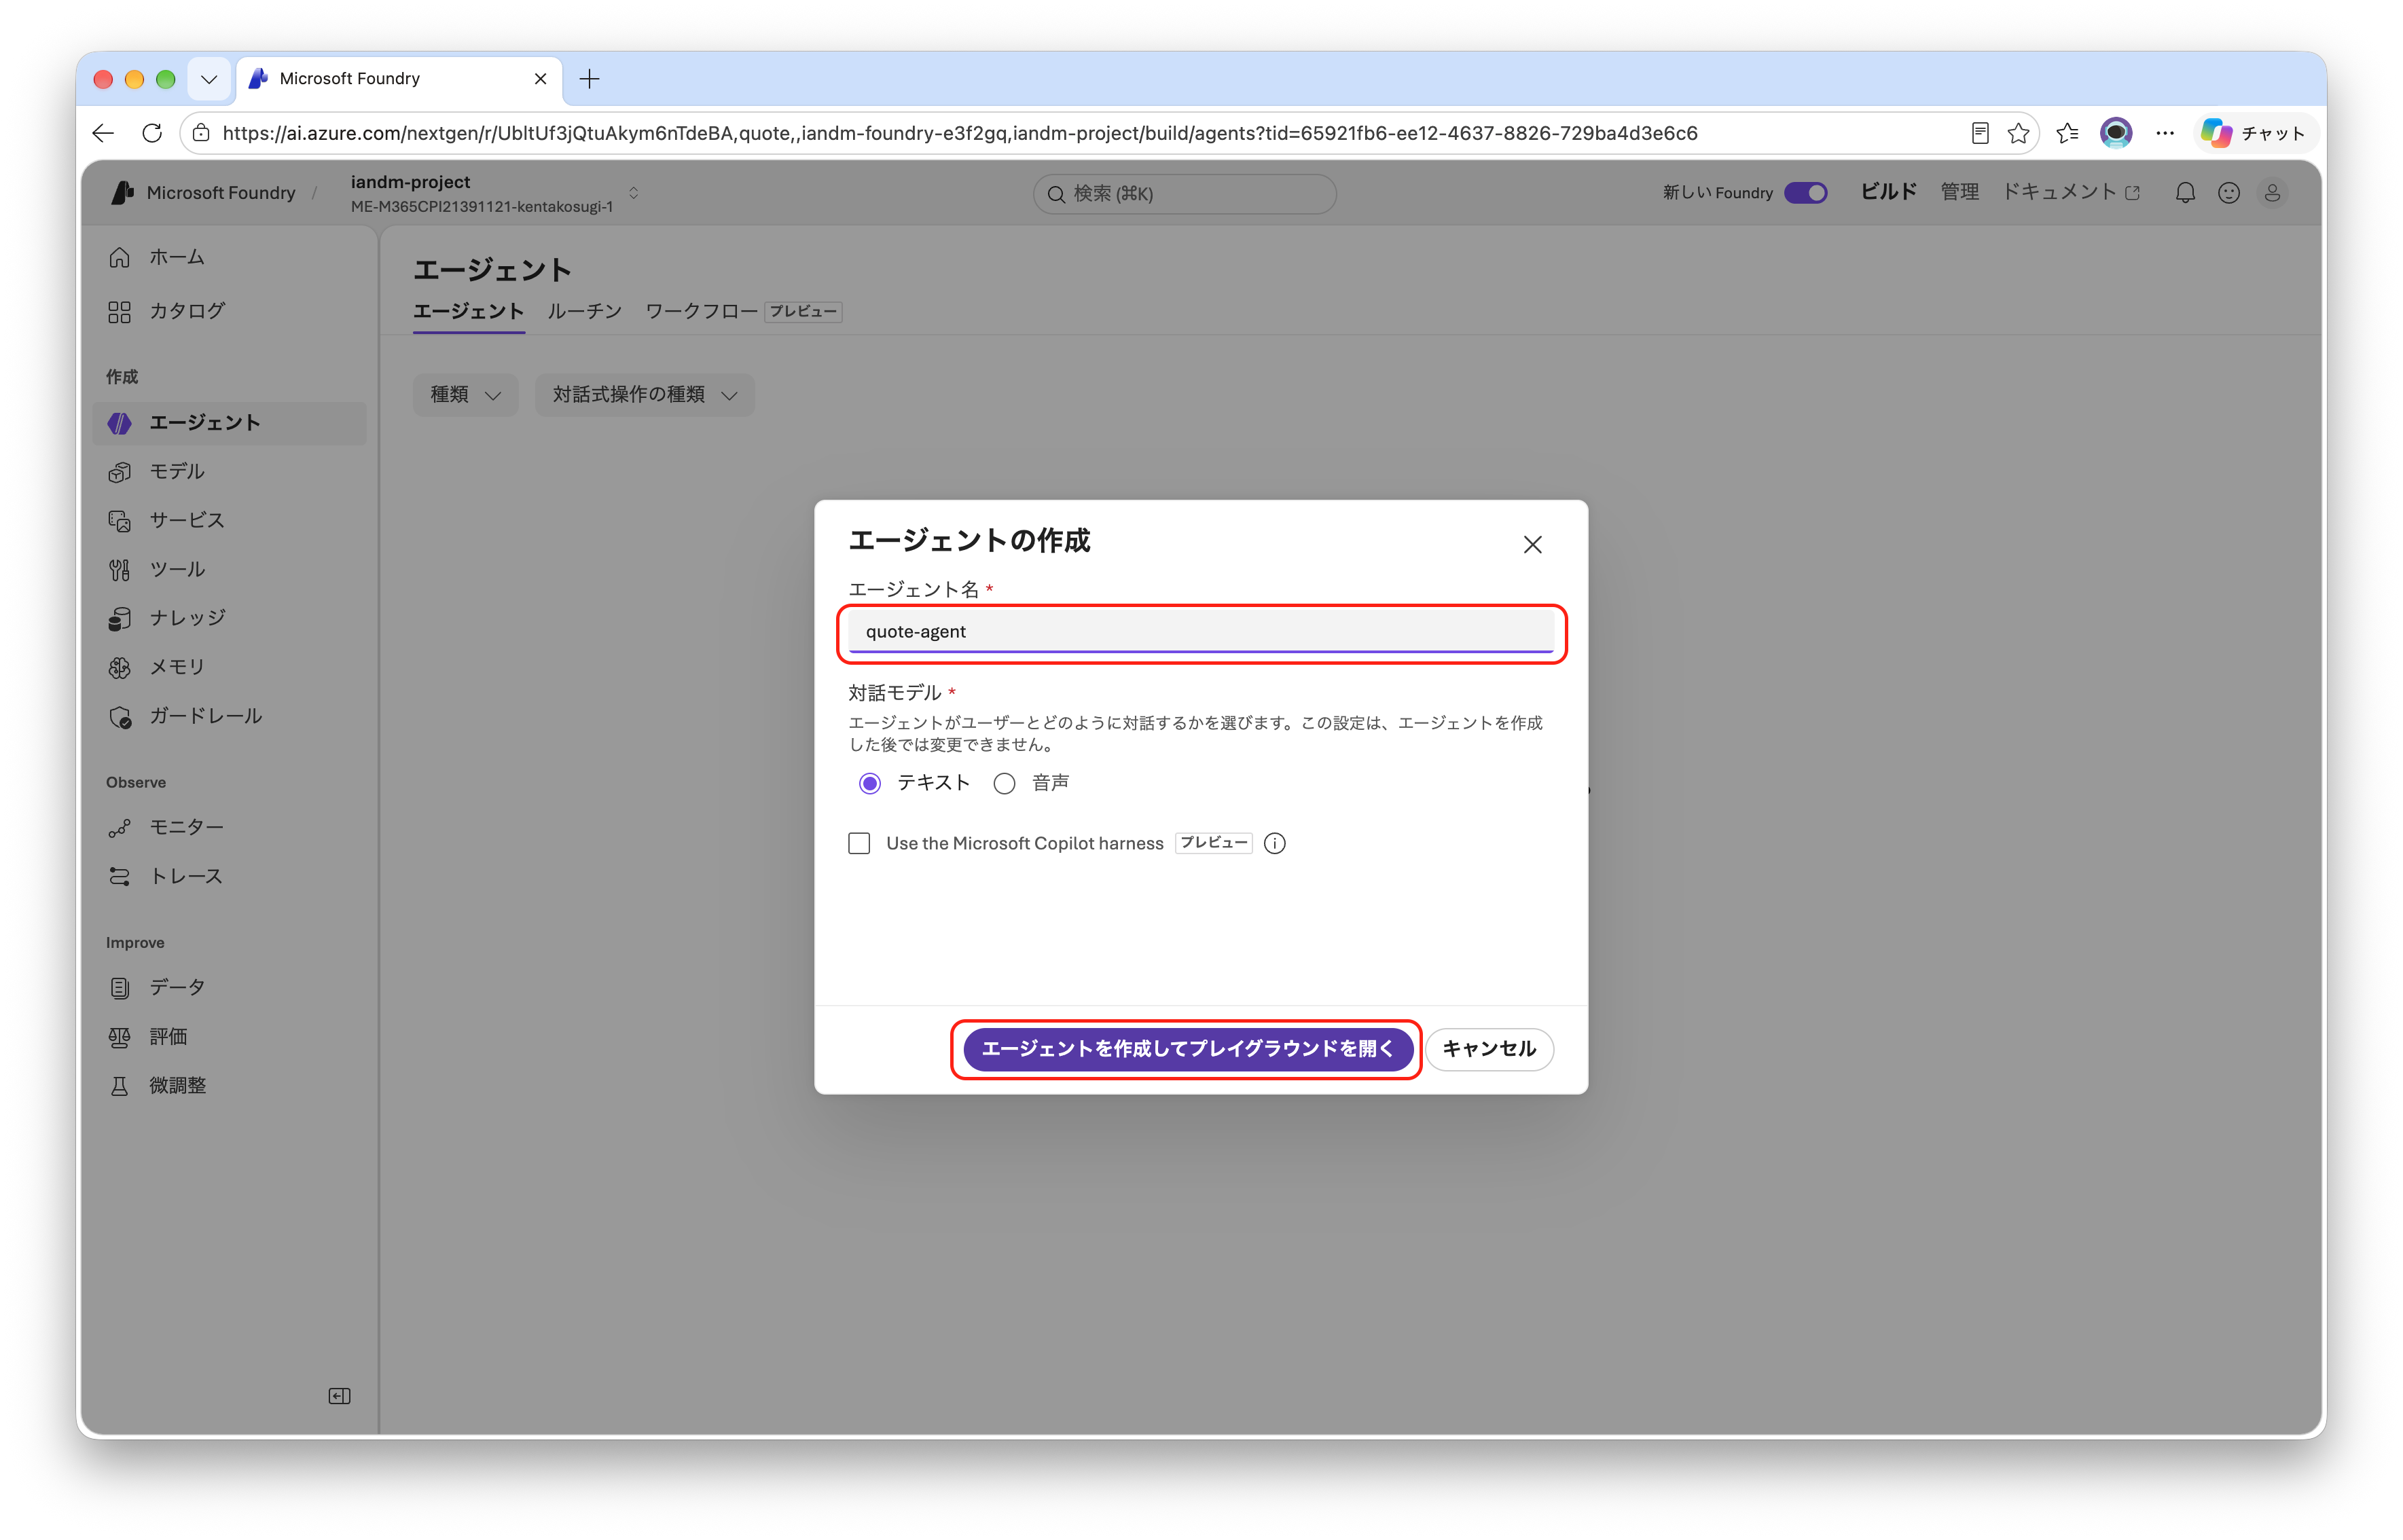 Microsoft Foundry
https://ai.azure.com/nextgen/r/UbltUf3jQtuAkym6nTdeBA,quote,,iandm-foundry-e3f2gq,iandm-project/build/agents?tid=65921fb6-ee12-4637-8826-729ba4d3e6c6
チャット
Microsoft Foundry / iandm-project
ME-M365CPI21391121-kentakosugi-1
検索 (⌘K)
新しい Foundry
ビルド
管理
ドキュメント
ホーム
カタログ
作成
エージェント
モデル
サービス
ツール
ナレッジ
メモリ
ガードレール
Observe
モニター
トレース
Improve
データ
評価
微調整
エージェント
エージェント ルーチン ワークフロー プレビュー
種類 対話式操作の種類
エージェントの作成
エージェント名 *
quote-agent
対話モデル *
エージェントがユーザーとどのように対話するかを選びます。この設定は、エージェントを作成
した後では変更できません。
テキスト 音声
Use the Microsoft Copilot harness プレビュー
エージェントを作成してプレイグラウンドを開く キャンセル